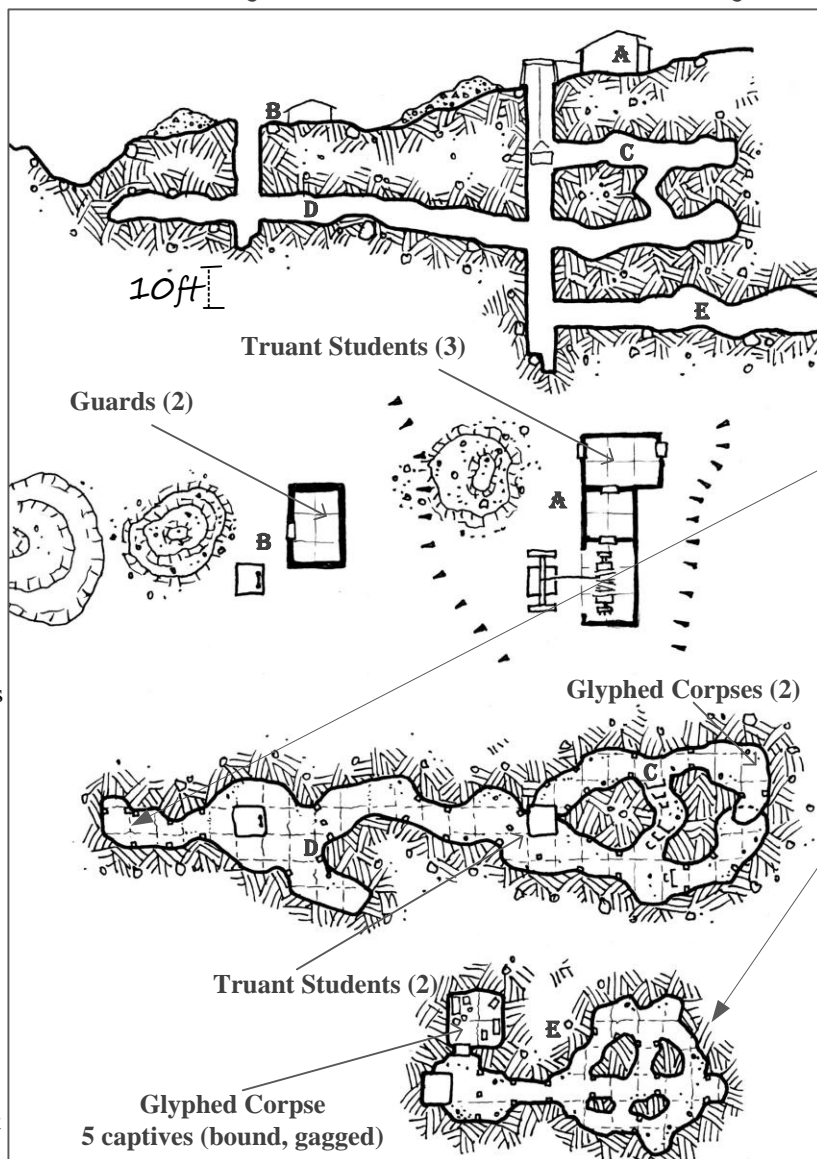 A
B
C
D
10ft
E
Truant Students (3)
Guards (2)
A
B
Glyphed Corpses (2)
C
D
Truant Students (2)
E
Glyphed Corpse
5 captives (bound, gagged)